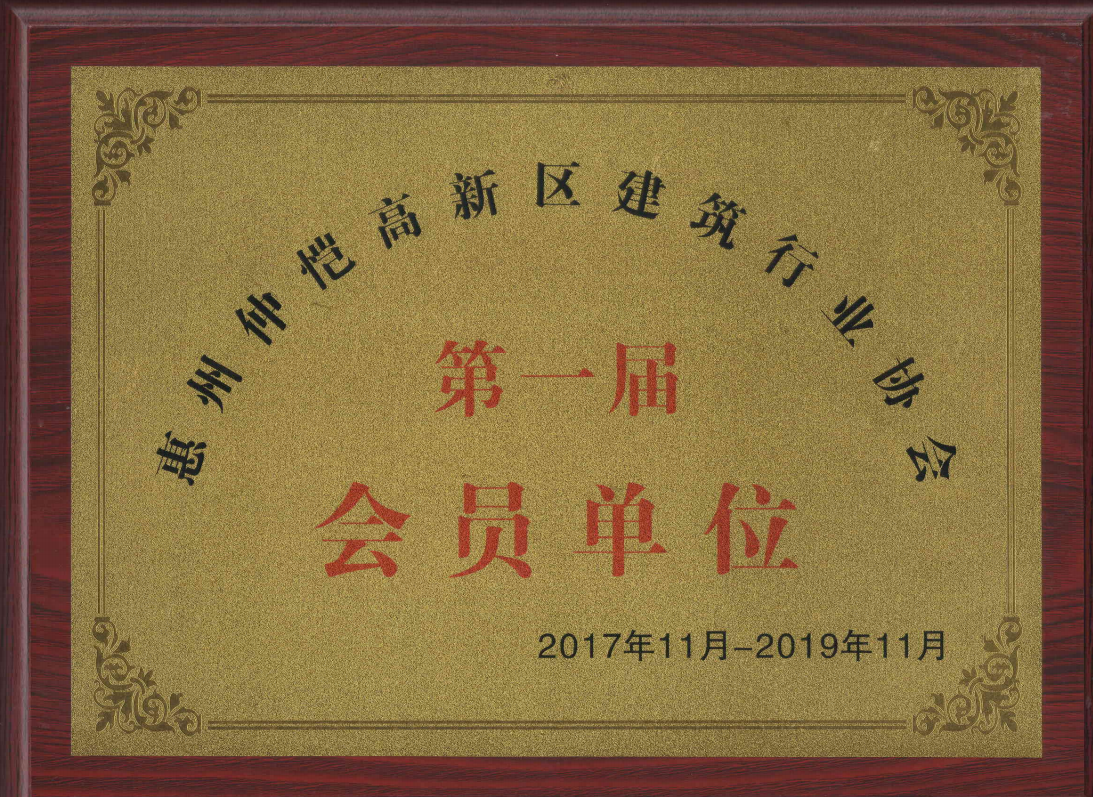 惠州仲恺高新区建筑行业协会
第一届
会员单位
2017年11月-2019年11月